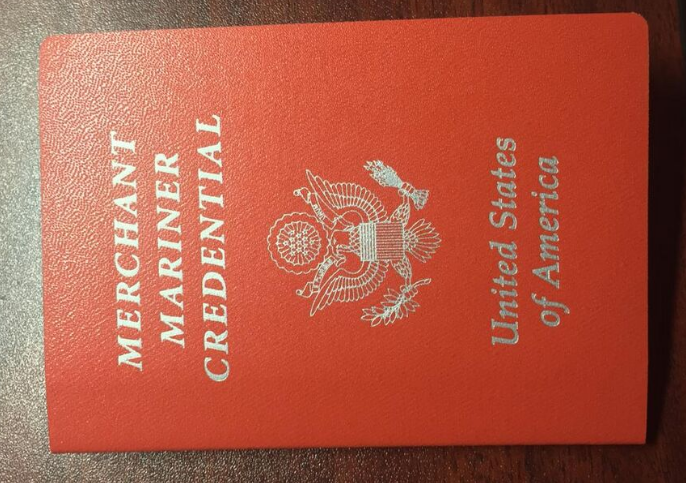 MERCHANT
MARINER
CREDENTIAL
United States
of America